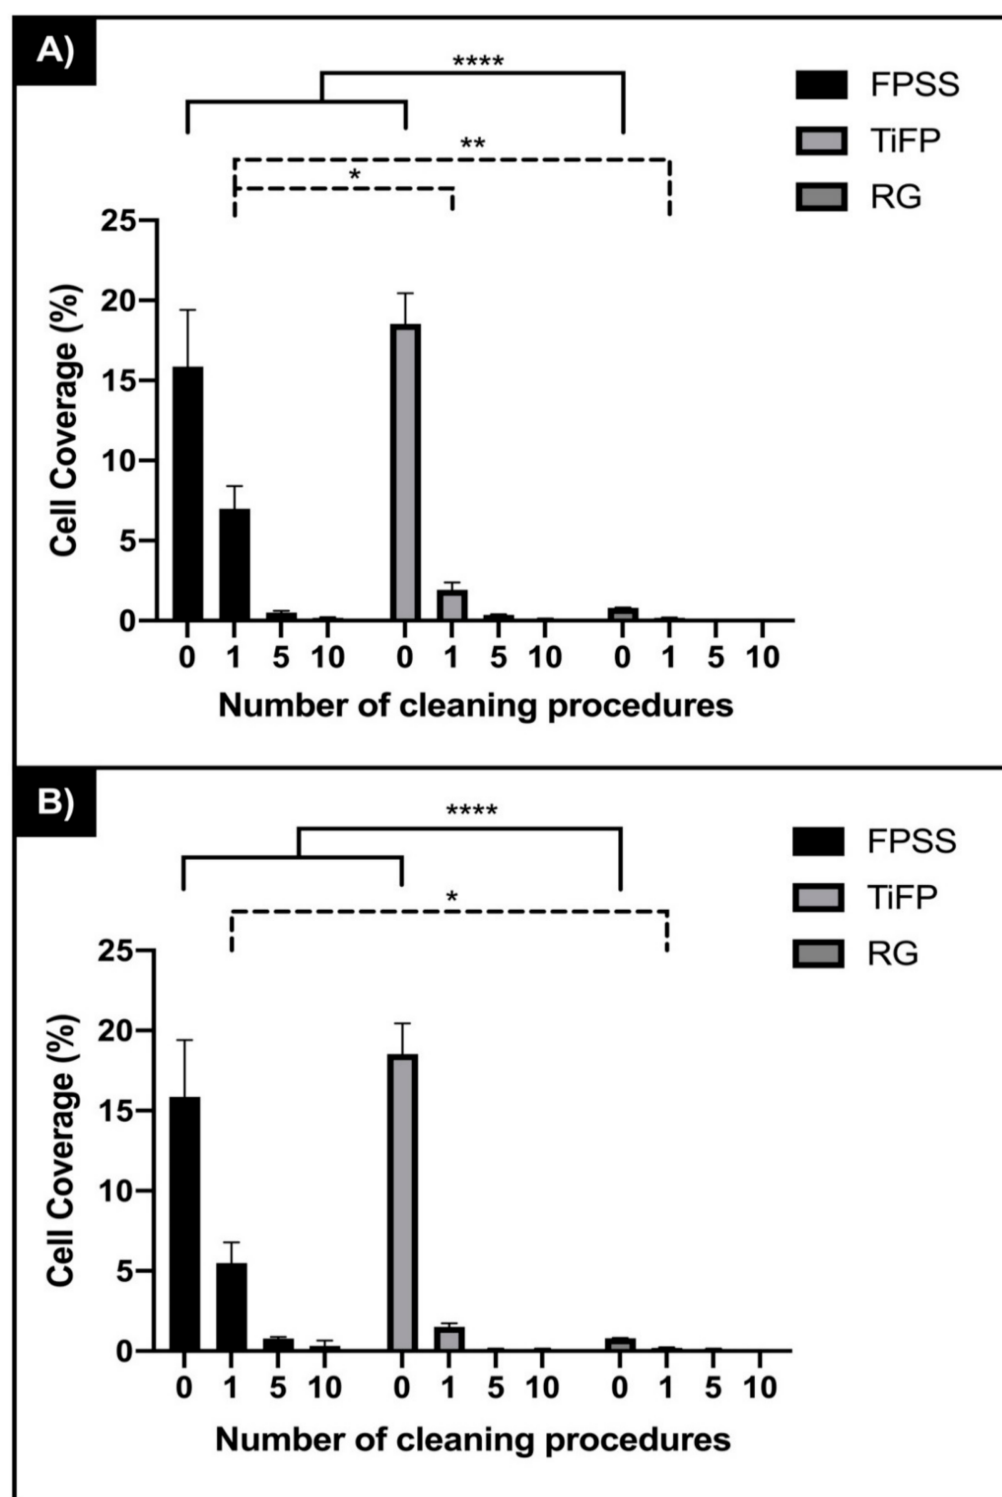 A)
****
FPSS
TiFP
RG
**
*
25
20
15
10
5
0
Cell Coverage (%)
0 1 5 10 0 1 5 10 0 1 5 10
Number of cleaning procedures
B)
****
FPSS
TiFP
RG
*
25
20
15
10
5
0
Cell Coverage (%)
0 1 5 10 0 1 5 10 0 1 5 10
Number of cleaning procedures